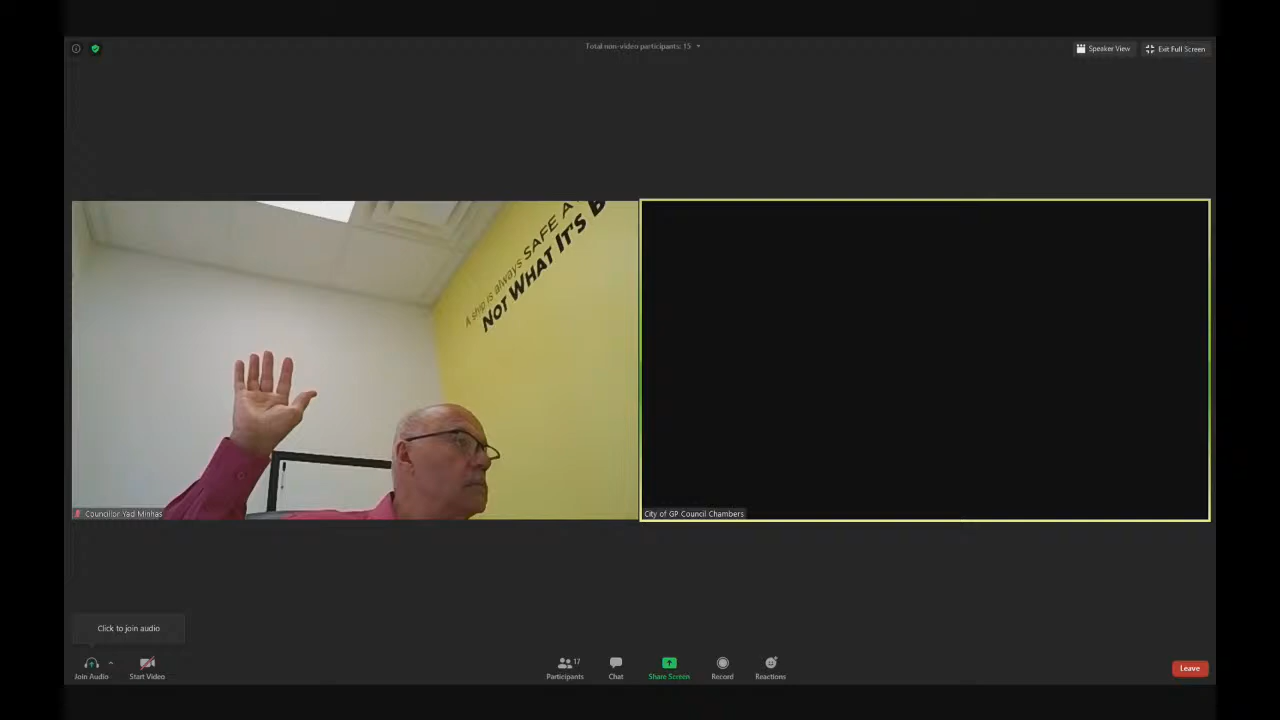 Total non-video participants: 15
Speaker View
Exit Full Screen
A ship is always SAFE A
NOT WHAT IT'S B
Councillor Yad Minhas
City of GP Council Chambers
Click to join audio
Join Audio
Start Video
17
Participants
Chat
Share Screen
Record
Reactions
Leave